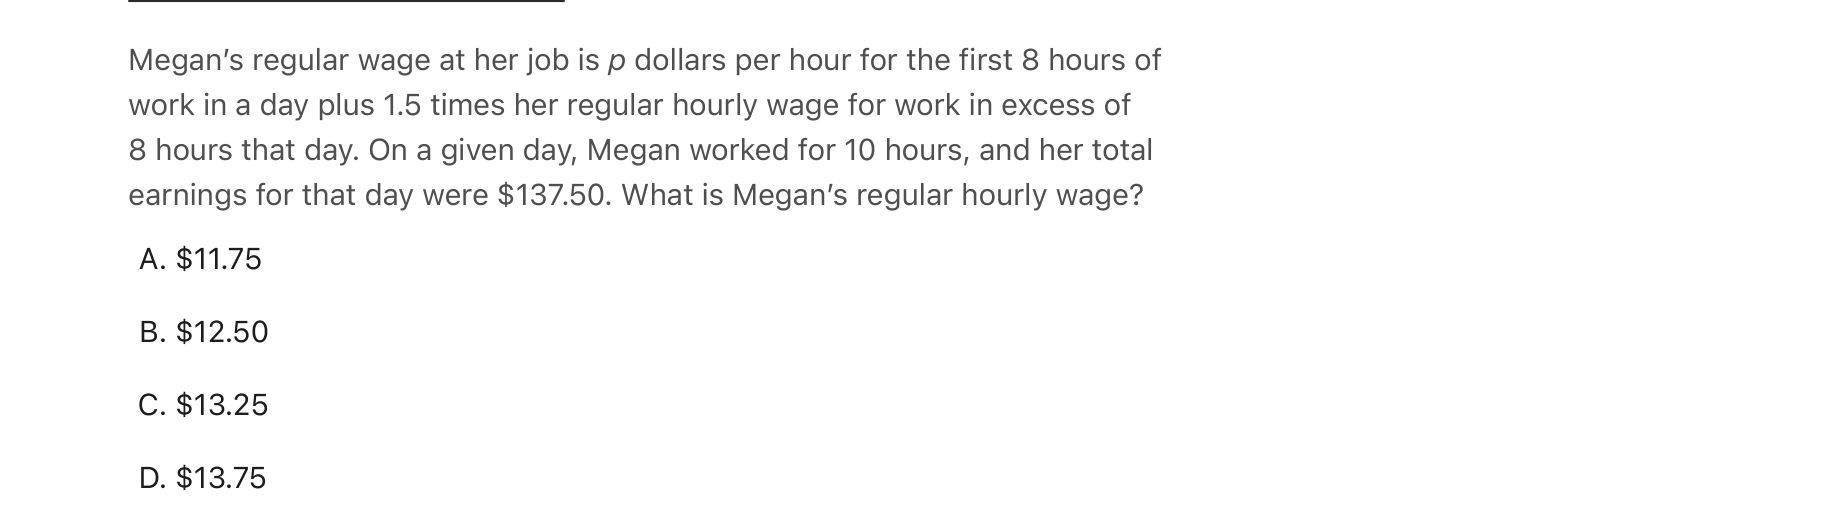 Megan’s regular wage at her job is p dollars per hour for the first 8 hours of
work in a day plus 1.5 times her regular hourly wage for work in excess of
8 hours that day. On a given day, Megan worked for 10 hours, and her total
earnings for that day were $137.50. What is Megan’s regular hourly wage?
A. $11.75
B. $12.50
C. $13.25
D. $13.75